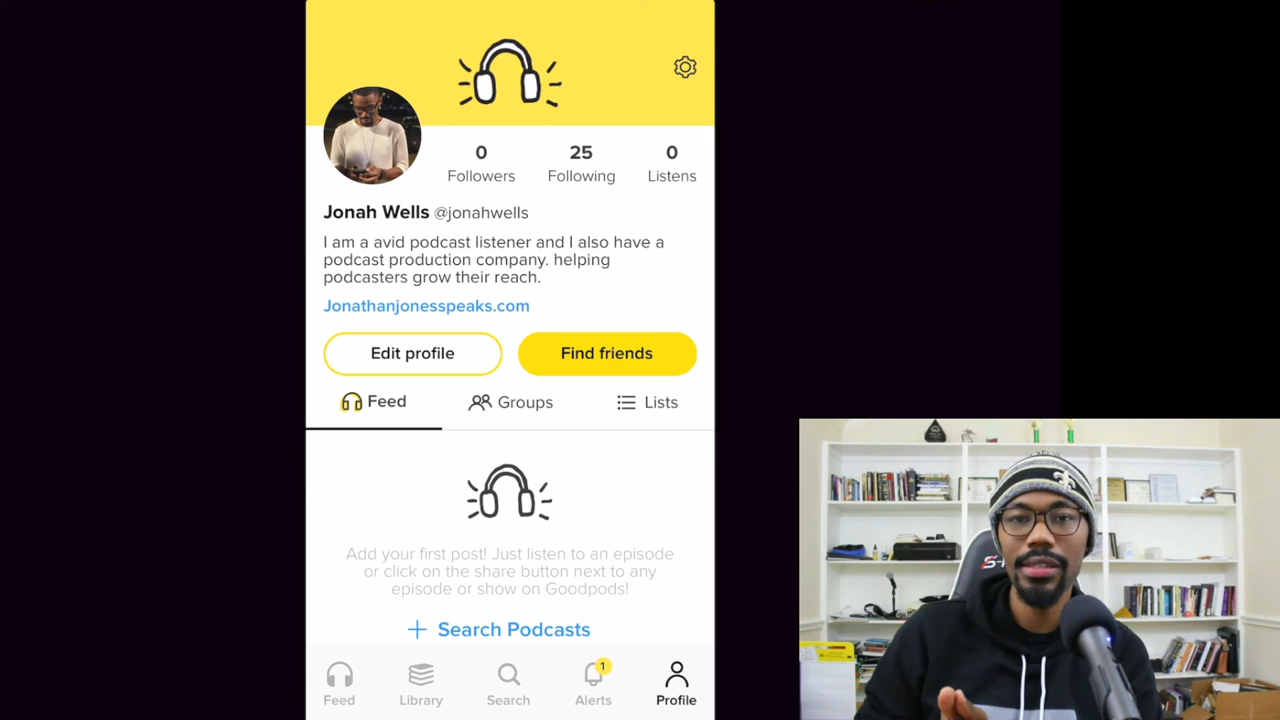 0
25
0
Followers
Following
Listens
Jonah Wells @jonahwells
I am a avid podcast listener and I also have a
podcast production company. helping
podcasters grow their reach.
Jonathanjonesspeaks.com
Edit profile
Find friends
Feed
Groups
Lists
Add your first post! Just listen to an episode
or click on the share button next to any
episode or show on Goodpods!
+ Search Podcasts
1
Feed
Library
Search
Alerts
Profile